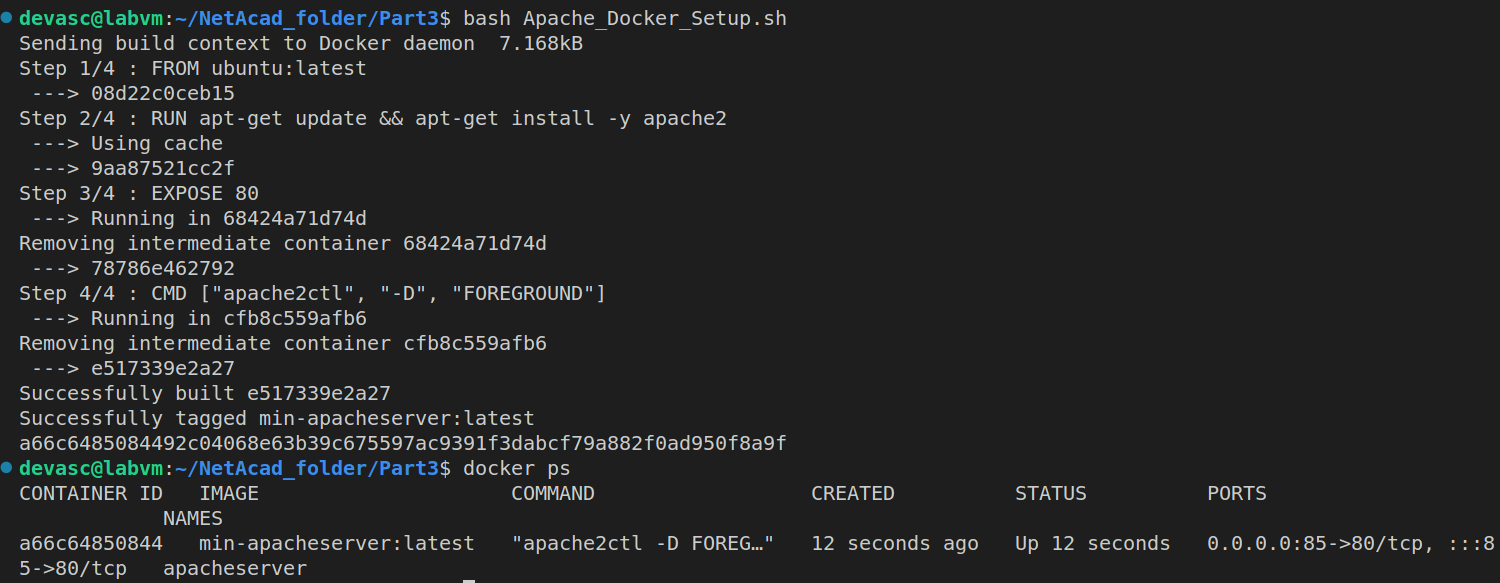 devasc@labvm:~/NetAcad_folder/Part3$ bash Apache_Docker_Setup.sh
Sending build context to Docker daemon  7.168kB
Step 1/4 : FROM ubuntu:latest
 ---> 08d22c0ceb15
Step 2/4 : RUN apt-get update && apt-get install -y apache2
 ---> Using cache
 ---> 9aa87521cc2f
Step 3/4 : EXPOSE 80
 ---> Running in 68424a71d74d
Removing intermediate container 68424a71d74d
 ---> 78786e462792
Step 4/4 : CMD ["apache2ctl", "-D", "FOREGROUND"]
 ---> Running in cfb8c559afb6
Removing intermediate container cfb8c559afb6
 ---> e517339e2a27
Successfully built e517339e2a27
Successfully tagged min-apacheserver:latest
a66c6485084492c04068e63b39c675597ac9391f3dabcf79a882f0ad950f8a9f
devasc@labvm:~/NetAcad_folder/Part3$ docker ps
CONTAINER ID   IMAGE                     COMMAND                  CREATED          STATUS          PORTS
            NAMES
a66c64850844   min-apacheserver:latest   "apache2ctl -D FOREG…"   12 seconds ago   Up 12 seconds   0.0.0.0:85->80/tcp, :::8
5->80/tcp   apacheserver